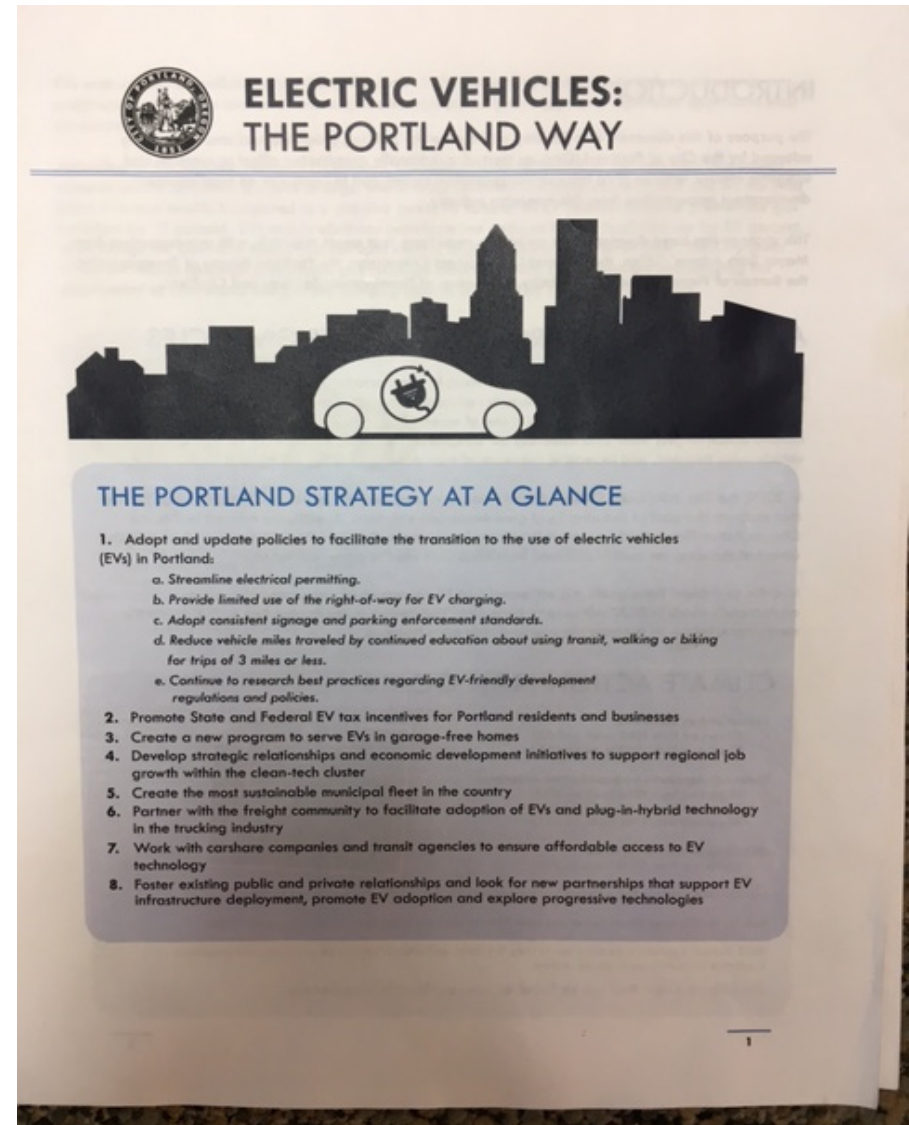 CITY OF PORTLAND, OREGON
1851
ELECTRIC VEHICLES:
THE PORTLAND WAY
THE PORTLAND STRATEGY AT A GLANCE
1. Adopt and update policies to facilitate the transition to the use of electric vehicles
(EVs) in Portland:
a. Streamline electrical permitting.
b. Provide limited use of the right-of-way for EV charging.
c. Adopt consistent signage and parking enforcement standards.
d. Reduce vehicle miles traveled by continued education about using transit, walking or biking
for trips of 3 miles or less.
e. Continue to research best practices regarding EV-friendly development
regulations and policies.
2. Promote State and Federal EV tax incentives for Portland residents and businesses
3. Create a new program to serve EVs in garage-free homes
4. Develop strategic relationships and economic development initiatives to support regional job
growth within the clean-tech cluster
5. Create the most sustainable municipal fleet in the country
6. Partner with the freight community to facilitate adoption of EVs and plug-in-hybrid technology
in the trucking industry
7. Work with carshare companies and transit agencies to ensure affordable access to EV
technology
8. Foster existing public and private relationships and look for new partnerships that support EV
infrastructure deployment, promote EV adoption and explore progressive technologies
1